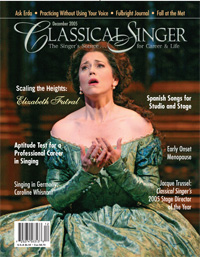 Ask Erda • Practicing Without Using Your Voice • Fulbright Journal • Fall at the Met
December 2005
CLASSICAL SINGER
The Singer's Source for Career & Life
Scaling the Heights:
Elizabeth Futral
Spanish Songs for
Studio and Stage
Aptitude Test for a
Professional Career
in Singing
Early Onset
Menopause
Singing in Germany
Caroline Whisnant
Jacque Trussel:
Classical Singer's
2005 Stage Director
of the Year